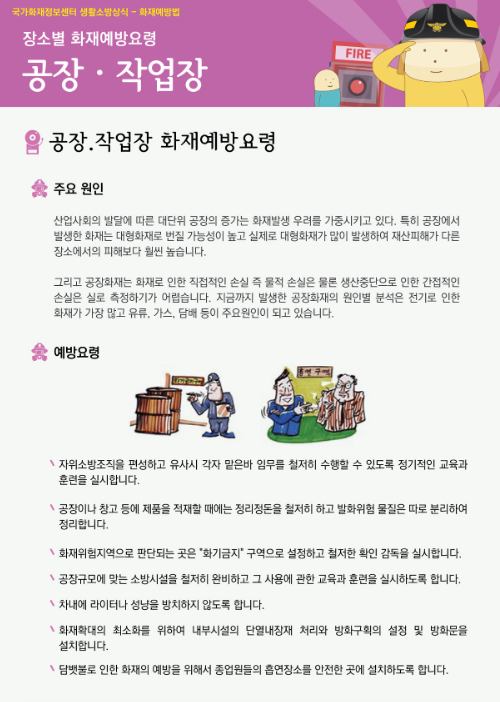 국가화재정보센터 생활소방상식 - 화재예방법
장소별 화재예방요령
공장 · 작업장
FIRE
공장.작업장 화재예방요령
주요 원인
산업사회의 발달에 따른 대단위 공장의 증가는 화재발생 우려를 가중시키고 있다. 특히 공장에서
발생한 화재는 대형화재로 번질 가능성이 높고 실제로 대형화재가 많이 발생하여 재산피해가 다른
장소에서의 피해보다 훨씬 높습니다.
그리고 공장화재는 화재로 인한 직접적인 손실 즉 물적 손실은 물론 생산중단으로 인한 간접적인
손실은 실로 측정하기가 어렵습니다. 지금까지 발생한 공장화재의 원인별 분석은 전기로 인한
화재가 가장 많고 유류, 가스, 담배 등이 주요원인이 되고 있습니다.
예방요령
흡연 구역
자위소방조직을 편성하고 유사시 각자 맡은바 임무를 철저히 수행할 수 있도록 정기적인 교육과
훈련을 실시합니다.
공장이나 창고 등에 제품을 적재할 때에는 정리정돈을 철저히 하고 발화위험 물질은 따로 분리하여
정리합니다.
화재위험지역으로 판단되는 곳은 "화기금지" 구역으로 설정하고 철저한 확인 감독을 실시합니다.
공장규모에 맞는 소방시설을 철저히 완비하고 그 사용에 관한 교육과 훈련을 실시하도록 합니다.
차내에 라이터나 성냥을 방치하지 않도록 합니다.
화재확대의 최소화를 위하여 내부시설의 단열내장재 처리와 방화구획의 설정 및 방화문을
설치합니다.
담뱃불로 인한 화재의 예방을 위해서 종업원들의 흡연장소를 안전한 곳에 설치하도록 합니다.